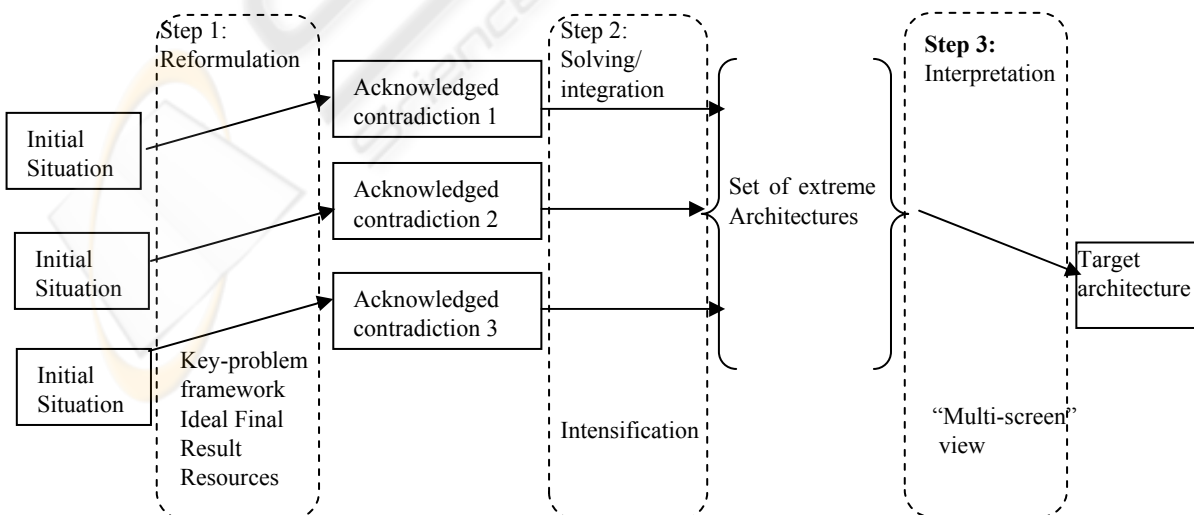 Step 1:
Reformulation
Initial
Situation
Initial
Situation
Initial
Situation
Key-problem
framework
Ideal Final
Result
Resources
Acknowledged
contradiction 1
Acknowledged
contradiction 2
Acknowledged
contradiction 3
Step 2:
Solving/
integration
Intensification
Set of extreme
Architectures
Step 3:
Interpretation
“Multi-screen”
view
Target
architecture